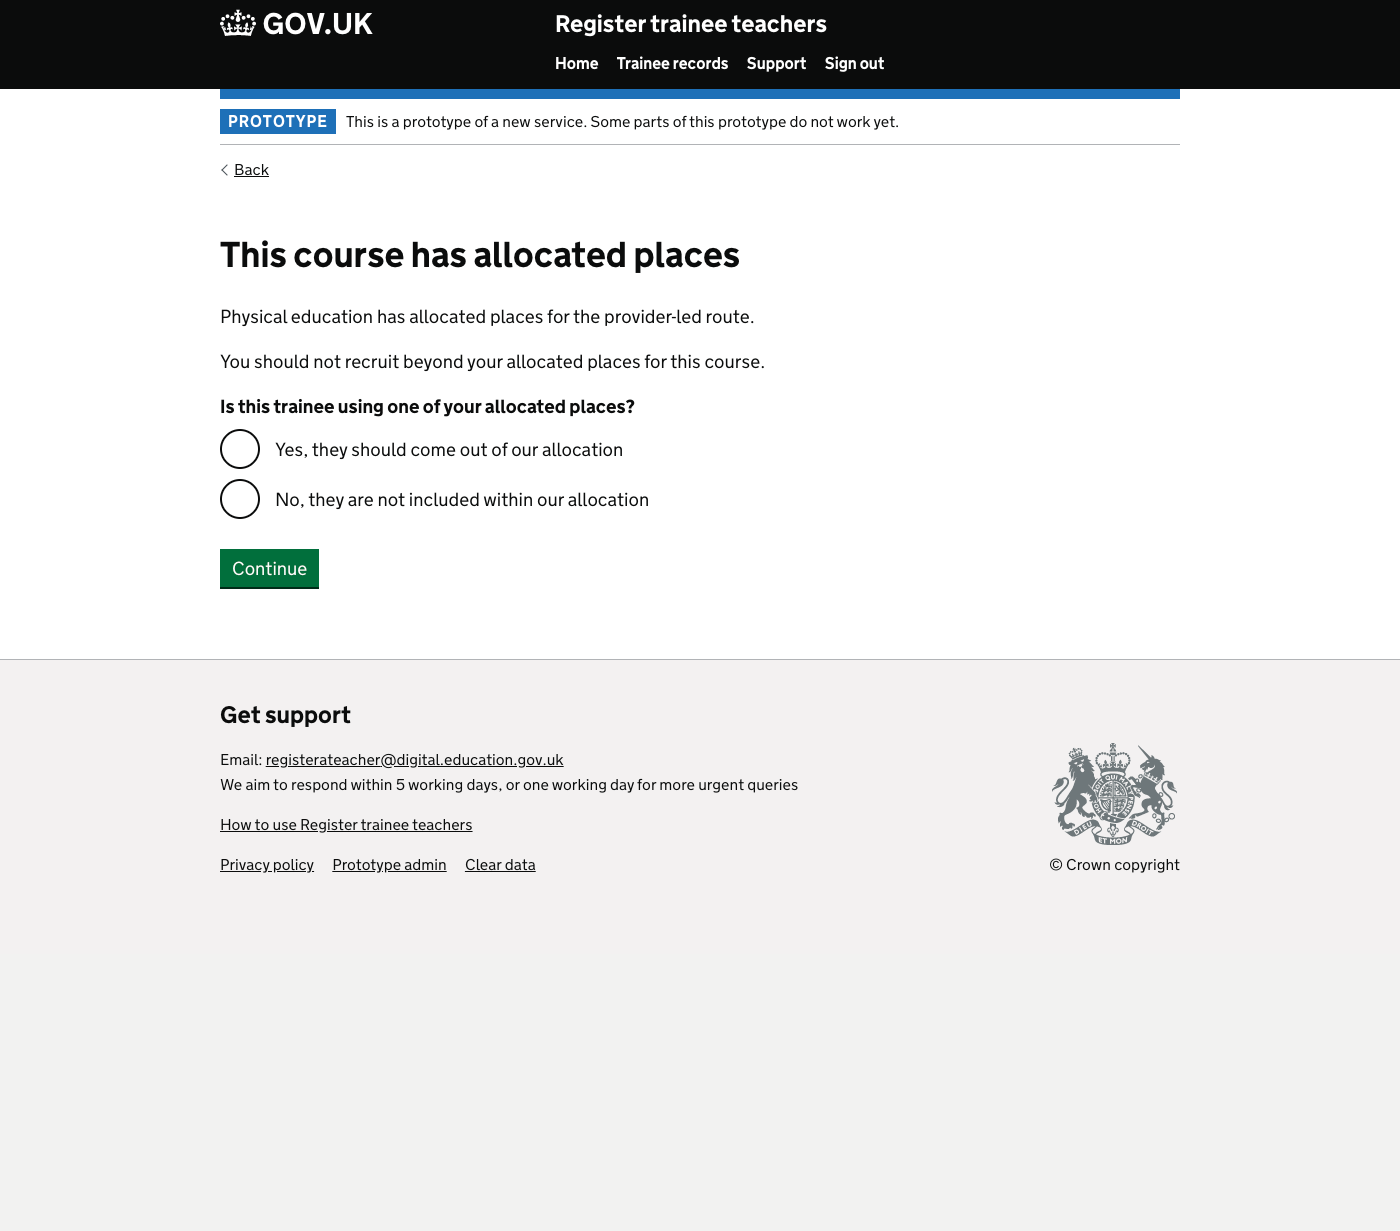 GOV.UK
Register trainee teachers
Home Trainee records Support Sign out
PROTOTYPE This is a prototype of a new service. Some parts of this prototype do not work yet.
Back
This course has allocated places
Physical education has allocated places for the provider-led route.
You should not recruit beyond your allocated places for this course.
Is this trainee using one of your allocated places?
Yes, they should come out of our allocation
No, they are not included within our allocation
Continue
Get support
Email: registerateacher@digital.education.gov.uk
We aim to respond within 5 working days, or one working day for more urgent queries
How to use Register trainee teachers
Privacy policy Prototype admin Clear data
DIEU ET MON DROIT
© Crown copyright